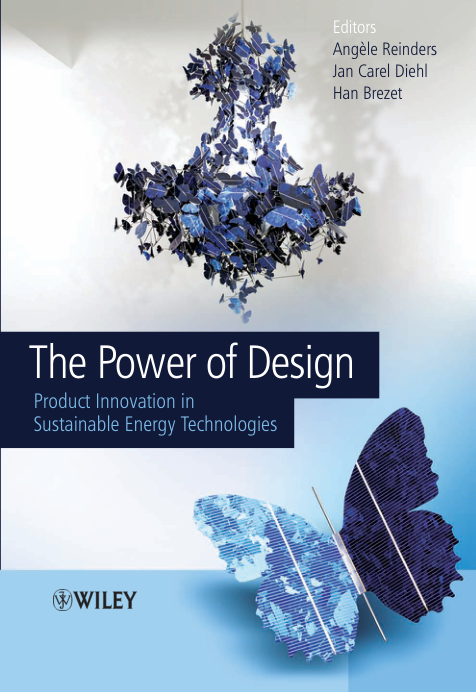 Editors
Angèle Reinders
Jan Carel Diehl
Han Brezet
The Power of Design
Product Innovation in
Sustainable Energy Technologies
WILEY